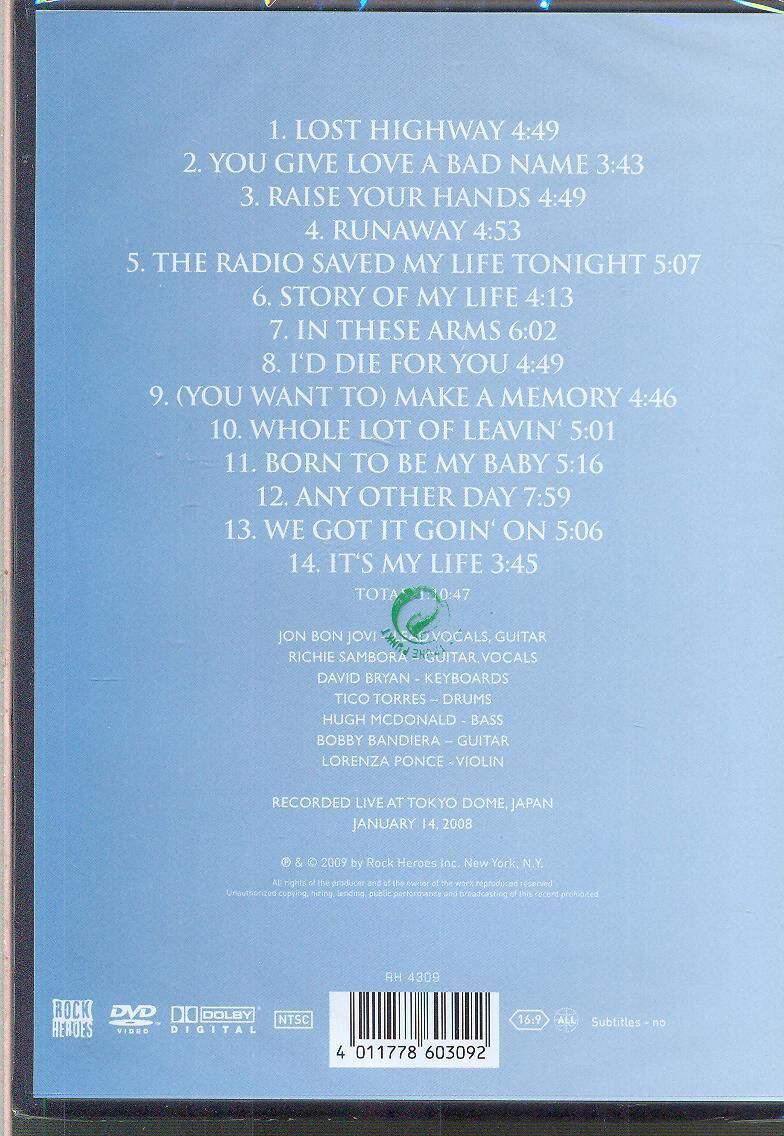 1. LOST HIGHWAY 4:49
2. YOU GIVE LOVE A BAD NAME 3:43
3. RAISE YOUR HANDS 4:49
4. RUNAWAY 4:53
5. THE RADIO SAVED MY LIFE TONIGHT 5:07
6. STORY OF MY LIFE 4:13
7. IN THESE ARMS 6:02
8. I‘D DIE FOR YOU 4:49
9. (YOU WANT TO) MAKE A MEMORY 4:46
10. WHOLE LOT OF LEAVIN‘ 5:01
11. BORN TO BE MY BABY 5:16
12. ANY OTHER DAY 7:59
13. WE GOT IT GOIN‘ ON 5:06
14. IT'S MY LIFE 3:45
TOTAL 1:10:47
JON BON JOVI - LEAD VOCALS, GUITAR
RICHIE SAMBORA – GUITAR, VOCALS
DAVID BRYAN - KEYBOARDS
TICO TORRES – DRUMS
HUGH MCDONALD - BASS
BOBBY BANDIERA – GUITAR
LORENZA PONCE - VIOLIN
RECORDED LIVE AT TOKYO DOME, JAPAN
JANUARY 14, 2008
℗ & © 2009 by Rock Heroes Inc. New York, N.Y.
All rights of the producer and of the owner of the work reproduced reserved
Unauthorized copying, hiring, lending, public performance and broadcasting of this record prohibited
RH 4309
ROCK HEROES
DVD VIDEO
DOLBY DIGITAL
NTSC
4 011778 603092
16:9
ALL
Subtitles - no